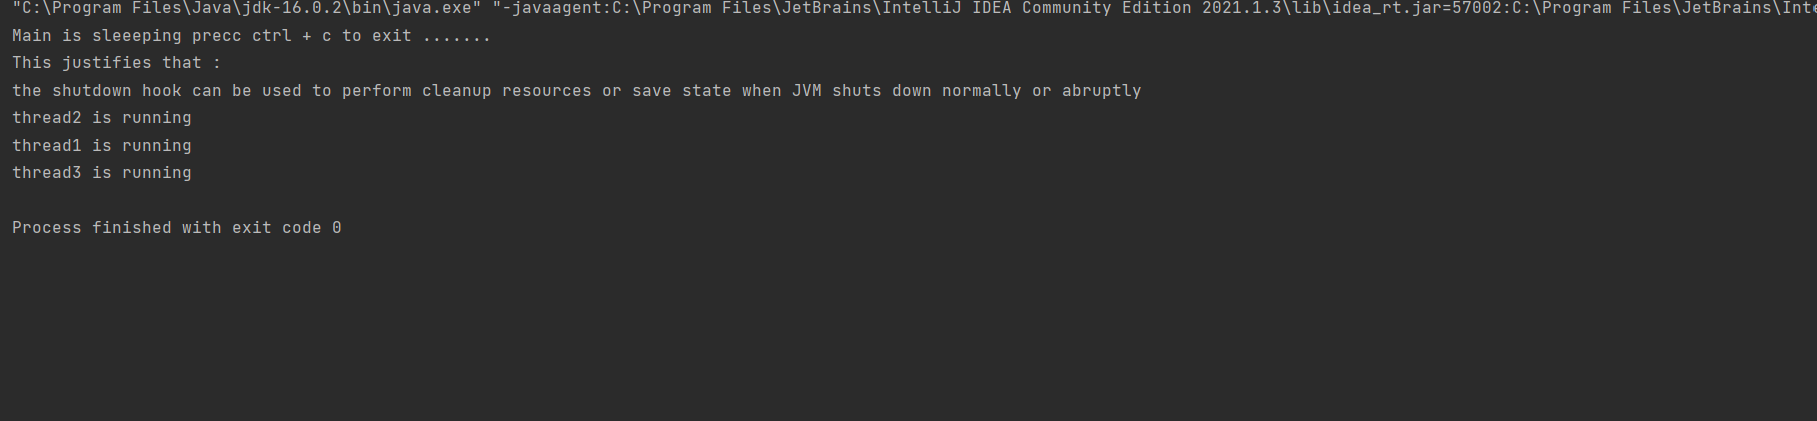 "C:\Program Files\Java\jdk-16.0.2\bin\java.exe" "-javaagent:C:\Program Files\JetBrains\IntelliJ IDEA Community Edition 2021.1.3\lib\idea_rt.jar=57002:C:\Program Files\JetBrains\Inte
Main is sleeeping precc ctrl + c to exit .......
This justifies that :
the shutdown hook can be used to perform cleanup resources or save state when JVM shuts down normally or abruptly
thread2 is running
thread1 is running
thread3 is running
Process finished with exit code 0